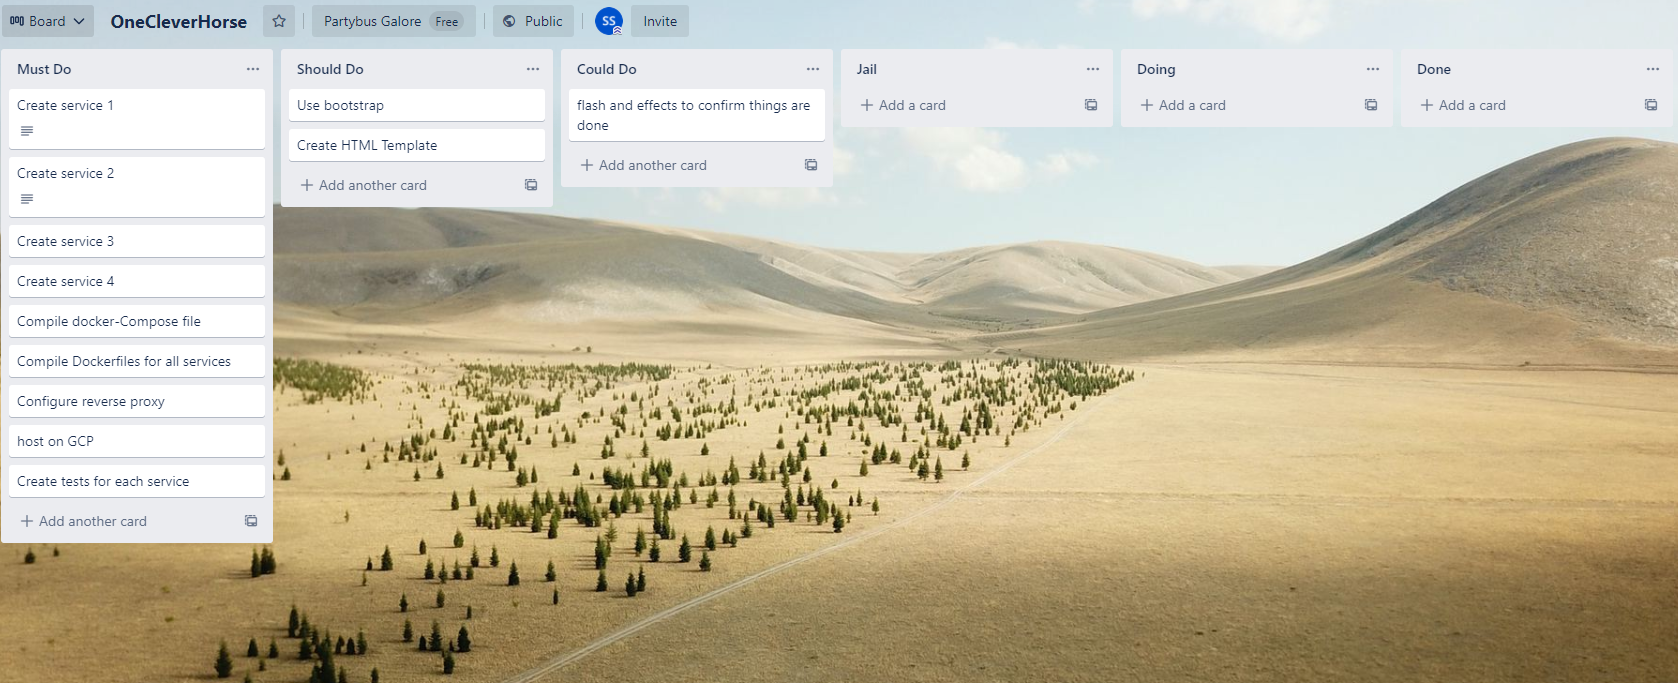 Board
OneCleverHorse
Partybus Galore Free
Public
SS
Invite
Must Do
Create service 1
Create service 2
Create service 3
Create service 4
Compile docker-Compose file
Compile Dockerfiles for all services
Configure reverse proxy
host on GCP
Create tests for each service
Add another card
Should Do
Use bootstrap
Create HTML Template
Add another card
Could Do
flash and effects to confirm things are
done
Add another card
Jail
Add a card
Doing
Add a card
Done
Add a card